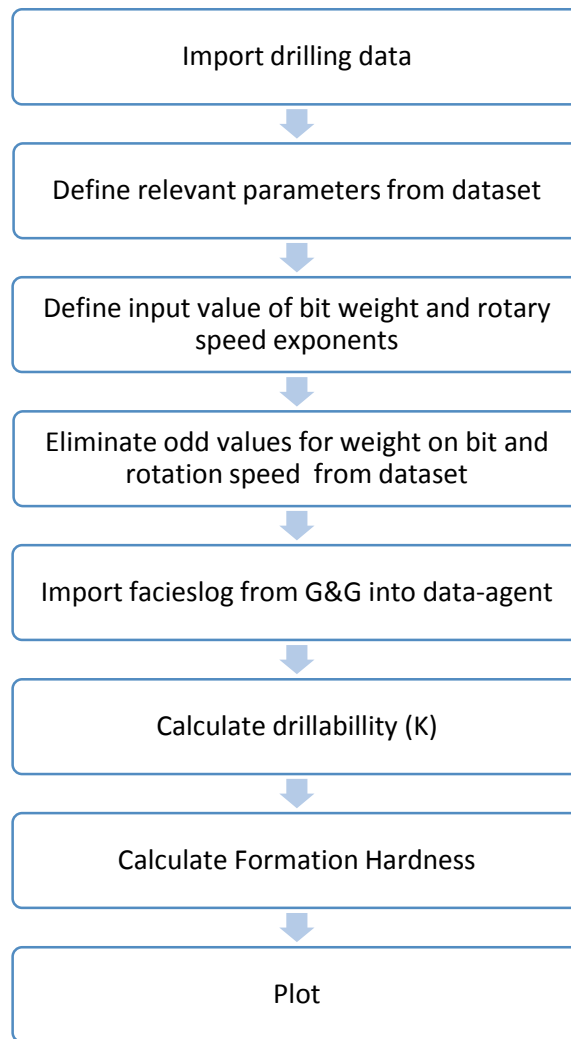 Import drilling data
Define relevant parameters from dataset
Define input value of bit weight and rotary
speed exponents
Eliminate odd values for weight on bit and
rotation speed from dataset
Import facieslog from G&G into data-agent
Calculate drillabillity (K)
Calculate Formation Hardness
Plot